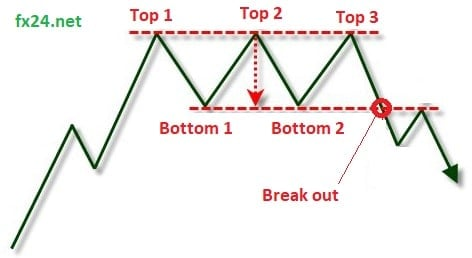 fx24.net
Top 1
Top 2
Top 3
Bottom 1
Bottom 2
Break out